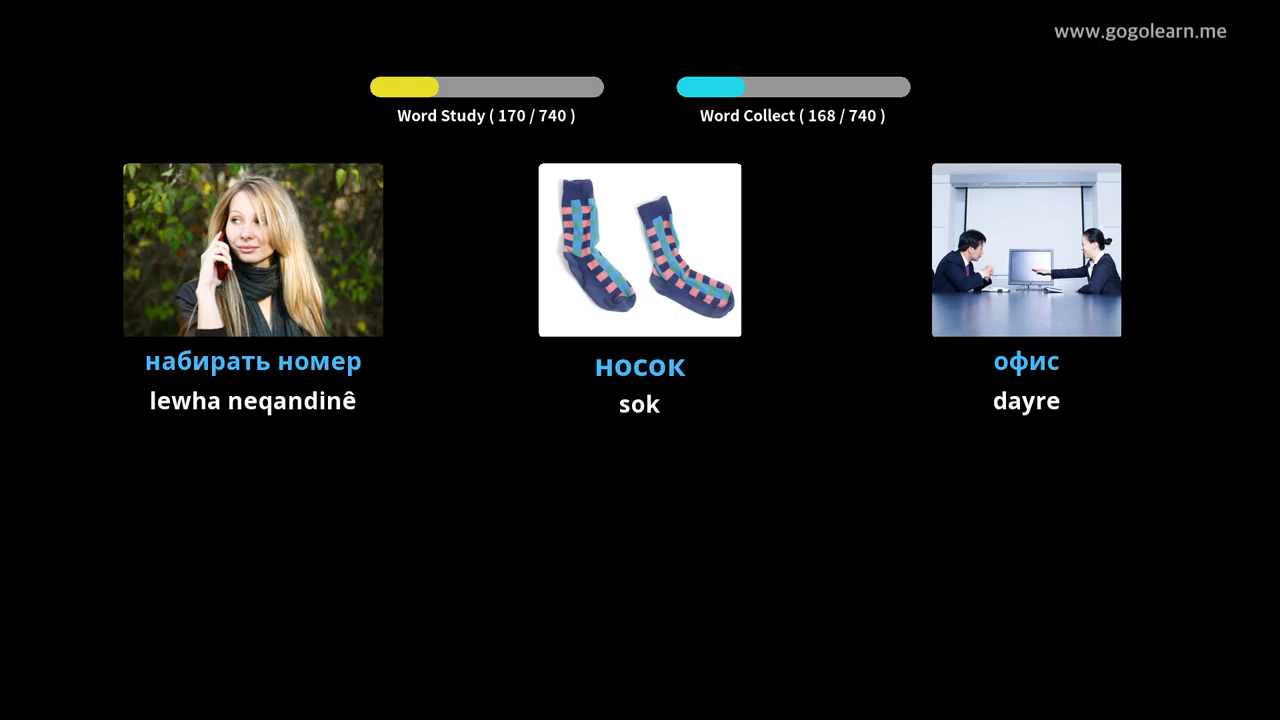 www.gogolearn.me
Word Study ( 170 / 740 )
Word Collect ( 168 / 740 )
набирать номер
lewha neqandinê
носок
sok
офис
dayre